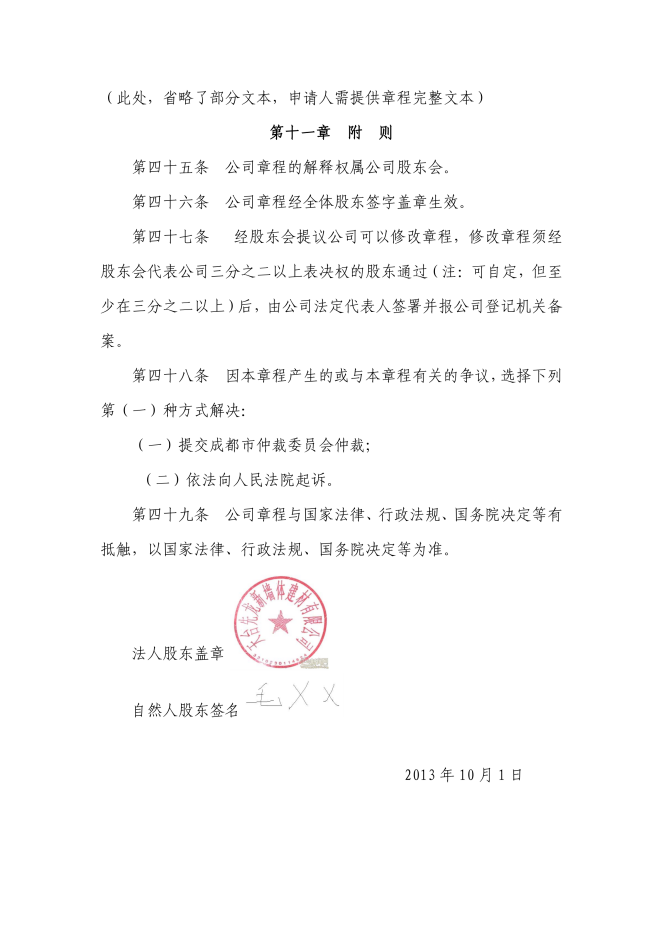 （此处，省略了部分文本，申请人需提供章程完整文本）
第十一章　附　则
第四十五条　公司章程的解释权属公司股东会。
第四十六条　公司章程经全体股东签字盖章生效。
第四十七条　 经股东会提议公司可以修改章程，修改章程须经
股东会代表公司三分之二以上表决权的股东通过（注：可自定，但至
少在三分之二以上）后，由公司法定代表人签署并报公司登记机关备
案。
第四十八条　因本章程产生的或与本章程有关的争议，选择下列
第（一）种方式解决：
（一）提交成都市仲裁委员会仲裁；
（二）依法向人民法院起诉。
第四十九条　公司章程与国家法律、行政法规、国务院决定等有
抵触，以国家法律、行政法规、国务院决定等为准。
天台先龙新墙体建材有限公司
法人股东盖章
自然人股东签名 毛㐅㐅
2013 年 10 月 1 日